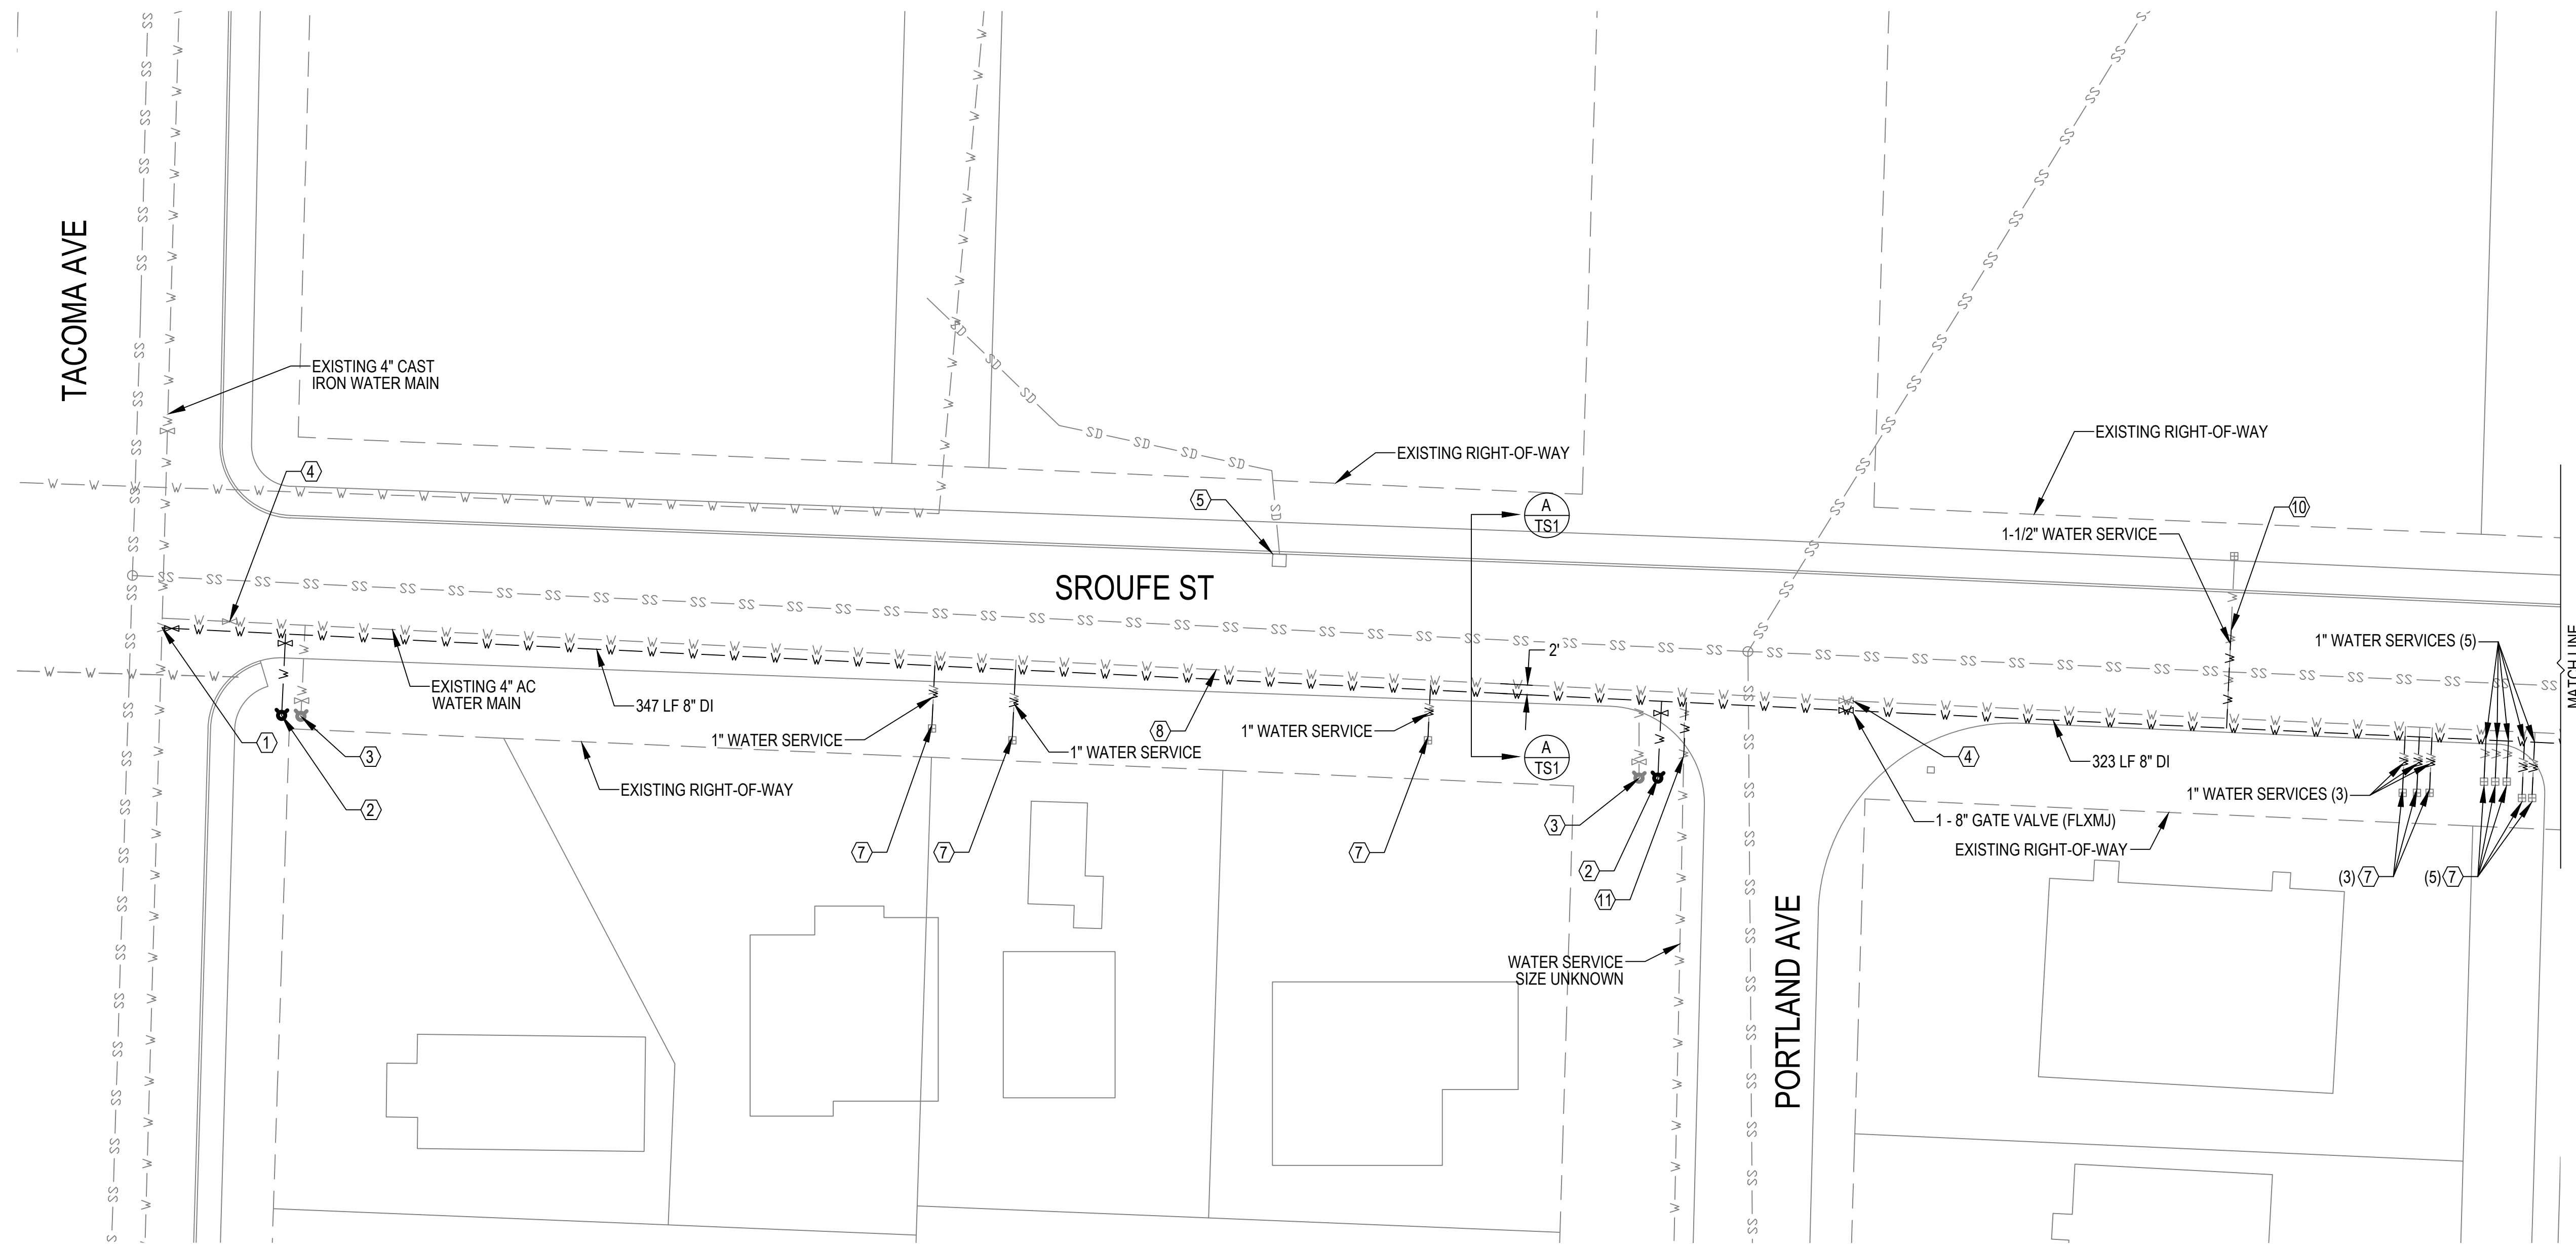 TACOMA AVE
EXISTING 4" CAST
IRON WATER MAIN
4
EXISTING RIGHT-OF-WAY
5
A
TS1
EXISTING RIGHT-OF-WAY
10
1-1/2" WATER SERVICE
SROUFE ST
1" WATER SERVICES (5)
MATCH LINE
2'
EXISTING 4" AC
WATER MAIN
347 LF 8" DI
1
3
2
1" WATER SERVICE
1" WATER SERVICE
8
1" WATER SERVICE
EXISTING RIGHT-OF-WAY
A
TS1
4
323 LF 8" DI
1" WATER SERVICES (3)
1 - 8" GATE VALVE (FLXMJ)
EXISTING RIGHT-OF-WAY
7
7
7
3
2
11
(3) 7
(5) 7
WATER SERVICE
SIZE UNKNOWN
PORTLAND AVE